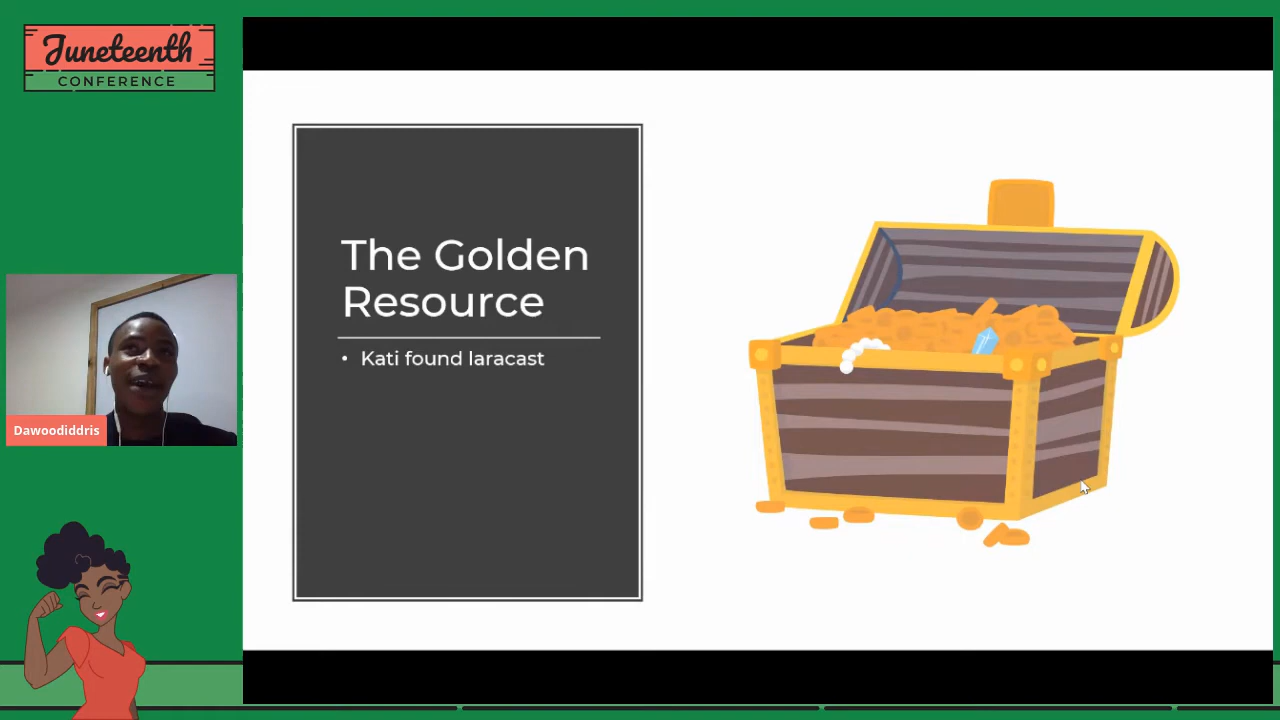 Juneteenth
CONFERENCE
The Golden
Resource
• Kati found laracast
Dawoodiddris